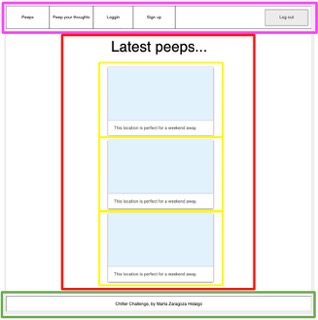 Peeps
Peep your thoughts
Loggin
Sign up
Log out
Latest peeps...
This location is perfect for a weekend away.
This location is perfect for a weekend away.
This location is perfect for a weekend away.
Chitter Challenge, by Marta Zaragoza Hidalgo